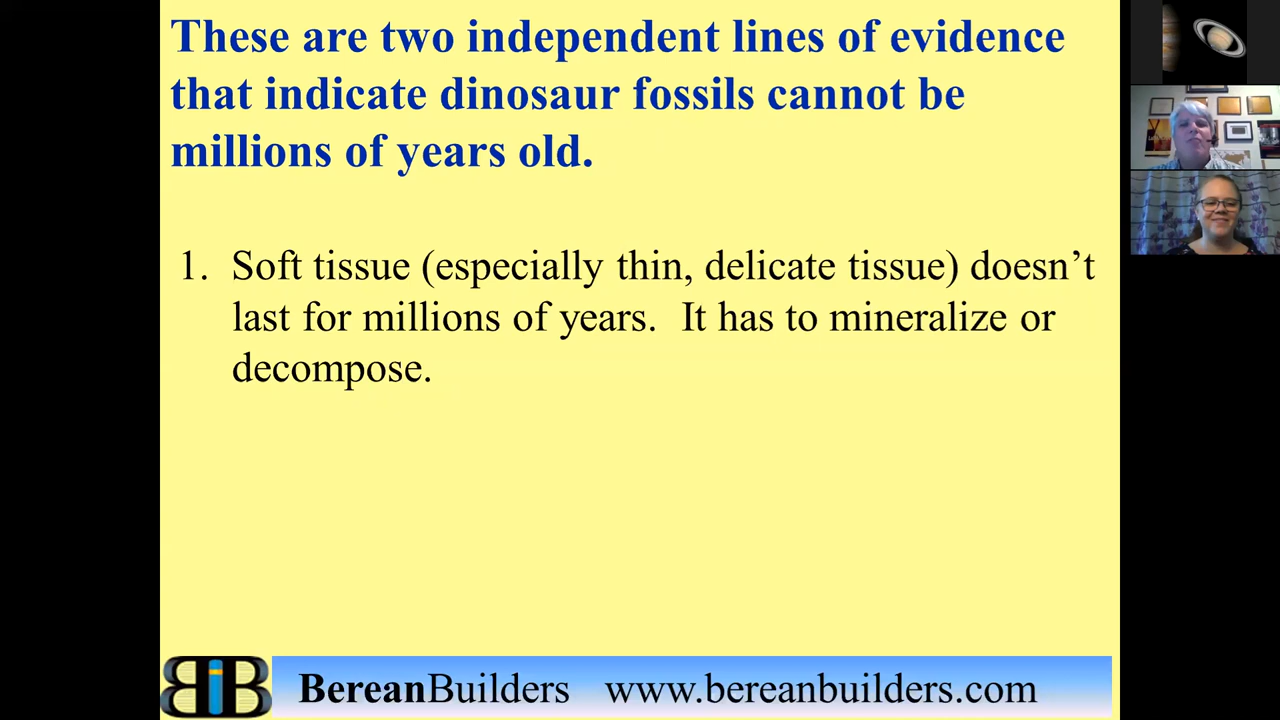 These are two independent lines of evidence
that indicate dinosaur fossils cannot be
millions of years old.
1. Soft tissue (especially thin, delicate tissue) doesn’t
last for millions of years. It has to mineralize or
decompose.
BiB BereanBuilders www.bereanbuilders.com